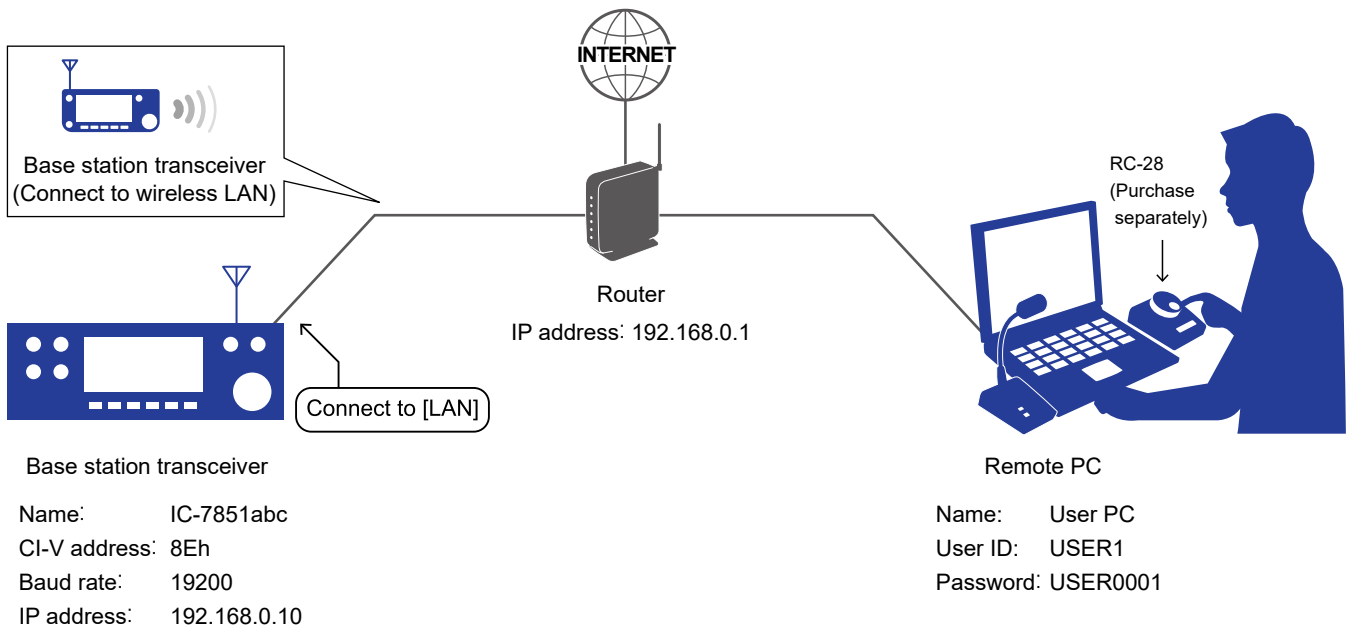 INTERNET
Base station transceiver
(Connect to wireless LAN)
RC-28
(Purchase
separately)
Router
IP address: 192.168.0.1
Connect to [LAN]
Base station transceiver
Name: IC-7851abc
CI-V address: 8Eh
Baud rate: 19200
IP address: 192.168.0.10
Remote PC
Name: User PC
User ID: USER1
Password: USER0001